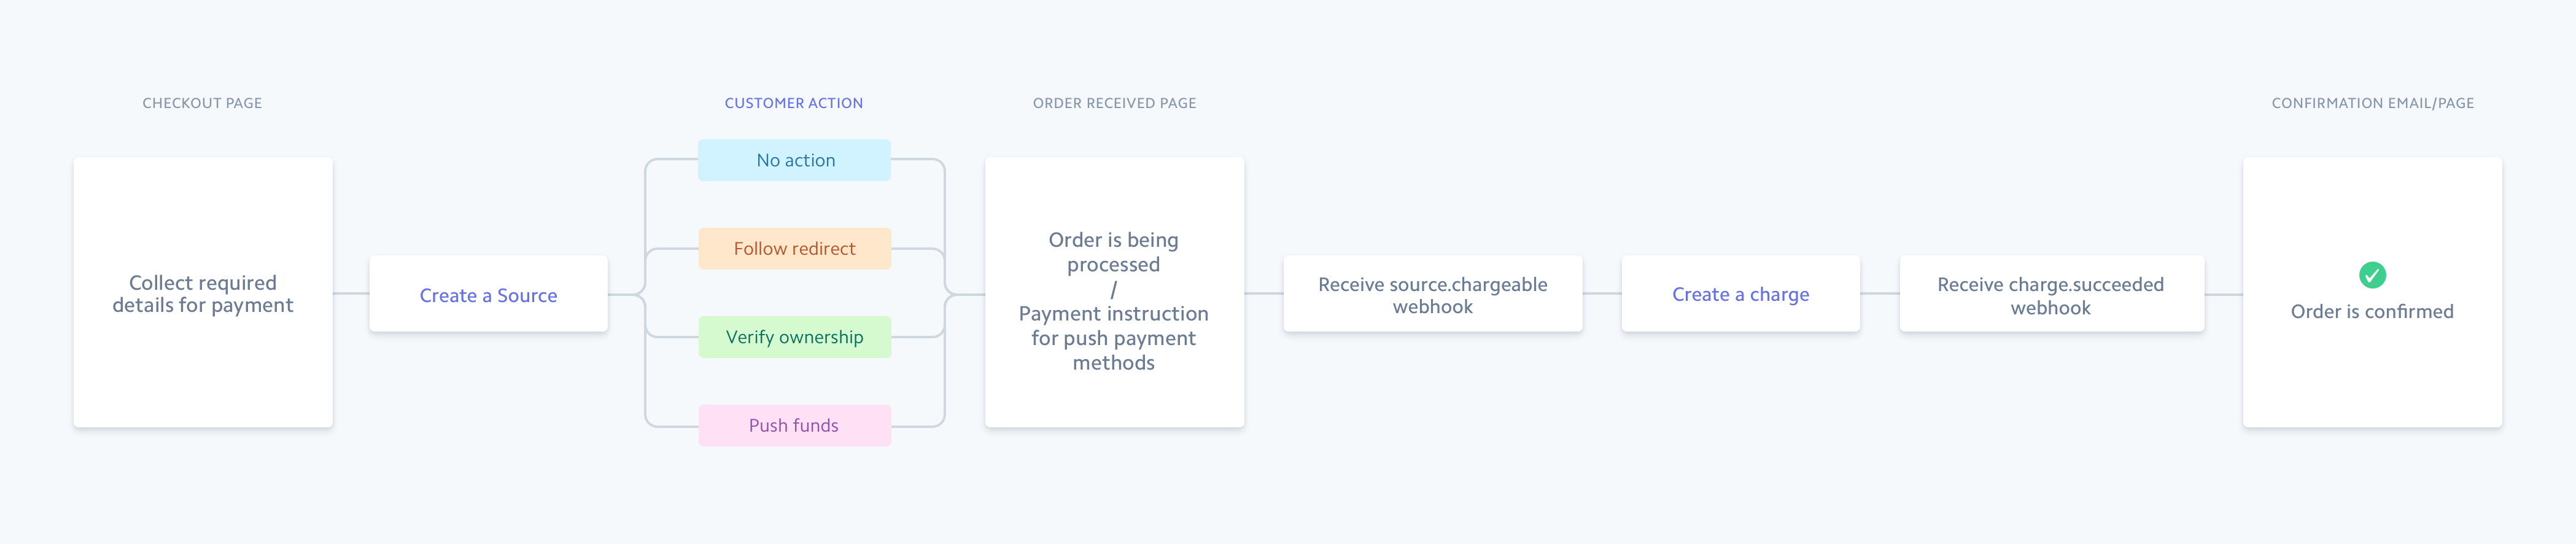 CHECKOUT PAGE
Collect required
details for payment
Create a Source
CUSTOMER ACTION
No action
Follow redirect
Verify ownership
Push funds
ORDER RECEIVED PAGE
Order is being
processed
/
Payment instruction
for push payment
methods
Receive source.chargeable
webhook
Create a charge
Receive charge.succeeded
webhook
CONFIRMATION EMAIL/PAGE
Order is confirmed